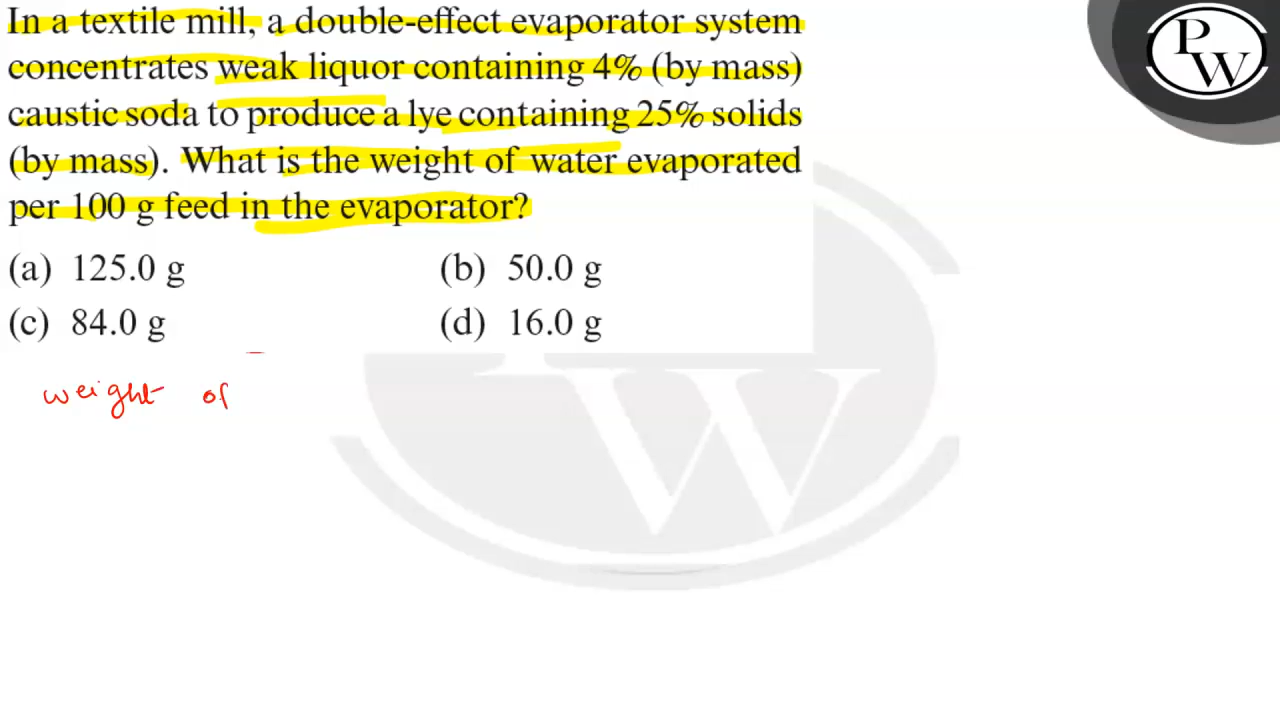 In a textile mill, a double-effect evaporator system
concentrates weak liquor containing 4% (by mass)
caustic soda to produce a lye containing 25% solids
(by mass). What is the weight of water evaporated
per 100 g feed in the evaporator?
(a) 125.0 g (b) 50.0 g
(c) 84.0 g (d) 16.0 g
weight of
P
W